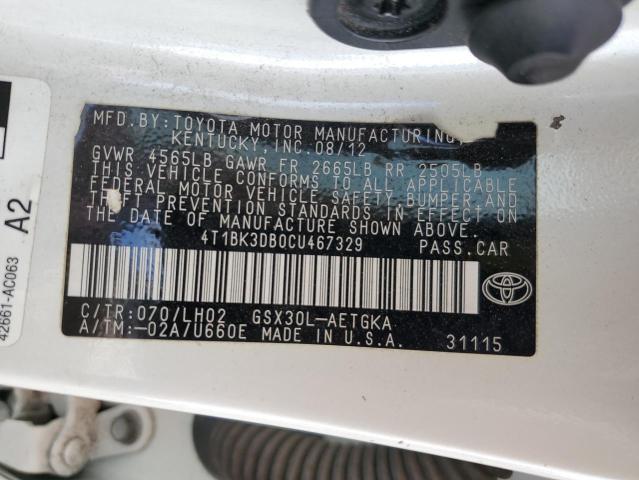 MFD. BY: TOYOTA MOTOR MANUFACTURING,
KENTUCKY, INC. 08/12
GVWR 4565LB GAWR FR 2665LB RR 2505LB
THIS VEHICLE CONFORMS TO ALL APPLICABLE
FEDERAL MOTOR VEHICLE SAFETY, BUMPER, AND
THEFT PREVENTION STANDARDS IN EFFECT ON
THE DATE OF MANUFACTURE SHOWN ABOVE.
4T1BK3DB0CU467329 PASS. CAR
C/TR: 070/LH02 GSX30L-AETGKA
A/TM: -02A/U660E MADE IN U.S.A. 31115
42661-AC063
A2